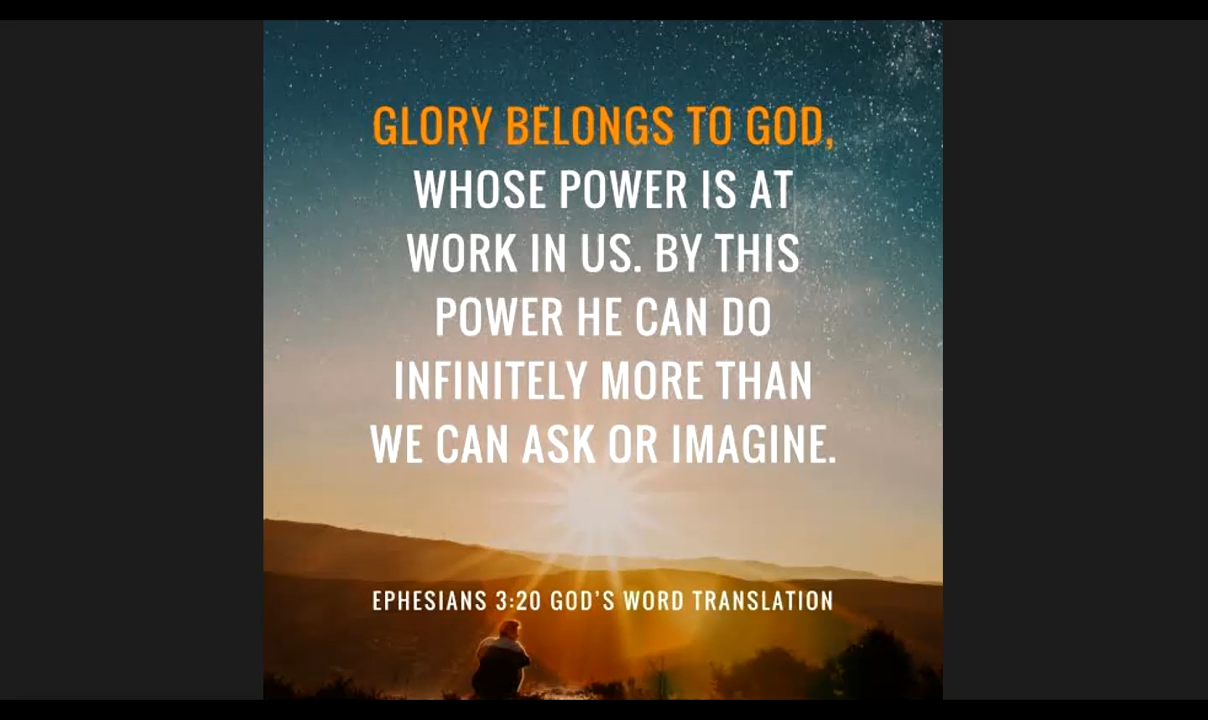 GLORY BELONGS TO GOD,
WHOSE POWER IS AT
WORK IN US. BY THIS
POWER HE CAN DO
INFINITELY MORE THAN
WE CAN ASK OR IMAGINE.
EPHESIANS 3:20 GOD'S WORD TRANSLATION